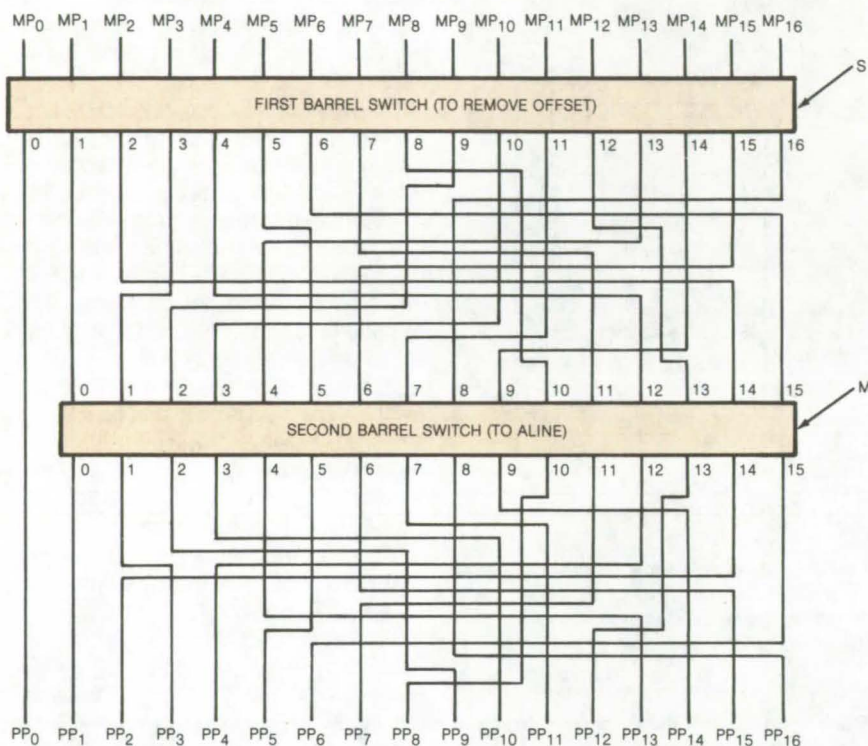 MP0 MP1 MP2 MP3 MP4 MP5 MP6 MP7 MP8 MP9 MP10 MP11 MP12 MP13 MP14 MP15 MP16
S
FIRST BARREL SWITCH (TO REMOVE OFFSET)
0 1 2 3 4 5 6 7 8 9 10 11 12 13 14 15 16
0 1 2 3 4 5 6 7 8 9 10 11 12 13 14 15
M
SECOND BARREL SWITCH (TO ALINE)
0 1 2 3 4 5 6 7 8 9 10 11 12 13 14 15
PP0 PP1 PP2 PP3 PP4 PP5 PP6 PP7 PP8 PP9 PP10 PP11 PP12 PP13 PP14 PP15 PP16